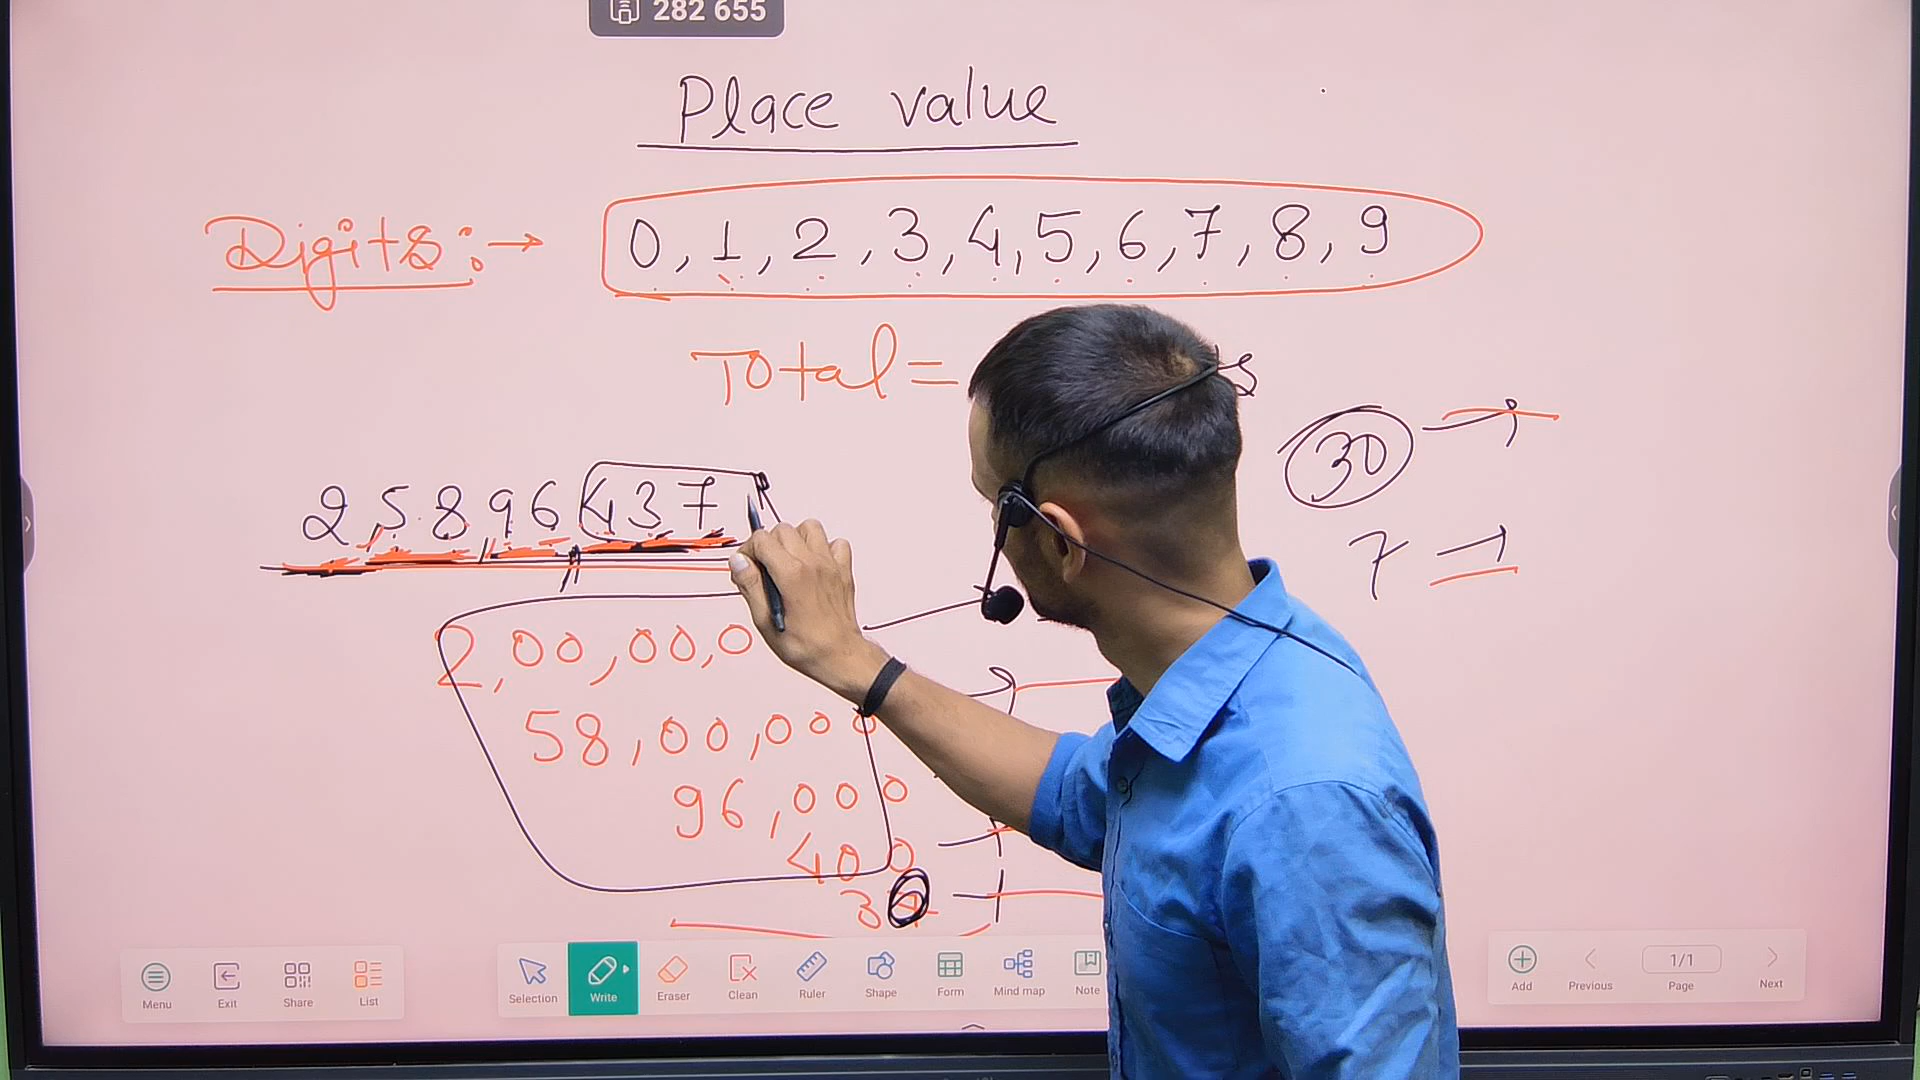 282 655
Place value
Digits:→ 0, 1, 2, 3, 4, 5, 6, 7, 8, 9
Total =
30 →
2,58,96,437
7 →
2,00,00,0
58,00,000
96,000
400
3
Menu Exit Share List Selection Write Eraser Clean Ruler Shape Form Mind map Note Add Previous 1/1 Page Next